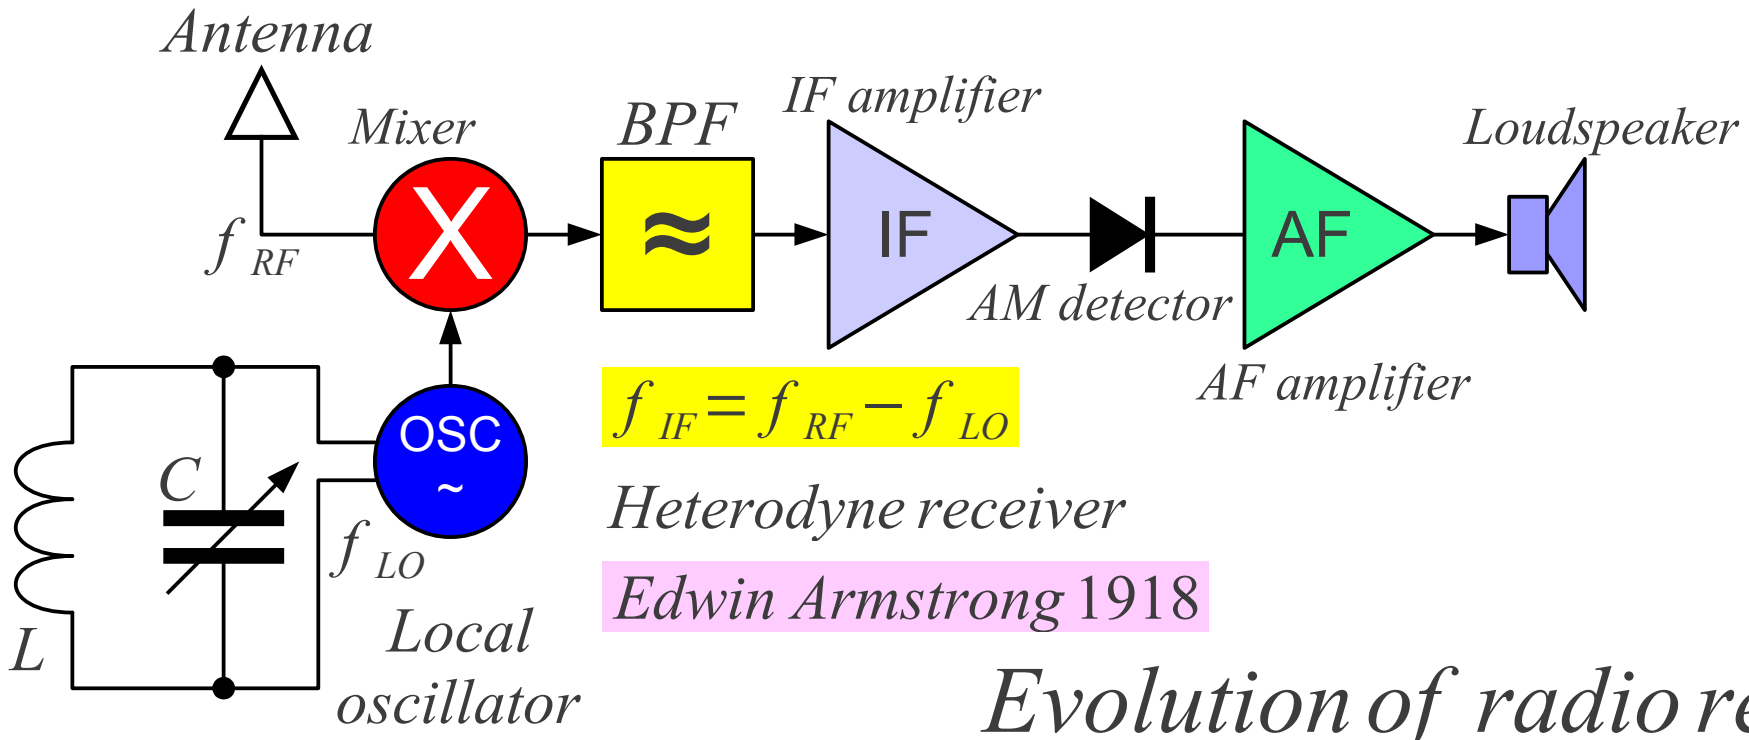 Antenna
Mixer
BPF
IF amplifier
Loudspeaker
f RF
X
≈
IF
AF
AM detector
AF amplifier
OSC
~
f IF = f RF − f LO
C
f LO
L
Local
oscillator
Heterodyne receiver
Edwin Armstrong 1918
Evolution of radio re